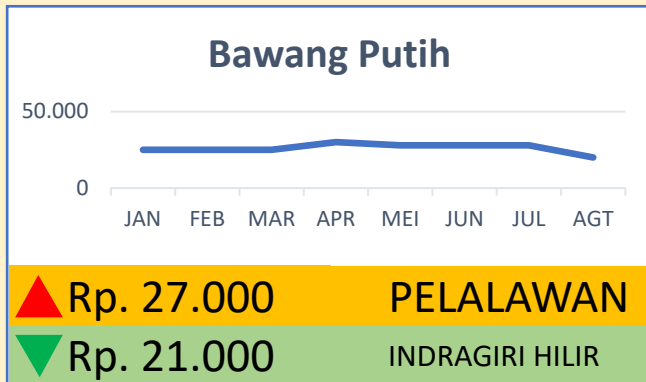 Bawang Putih
50.000
0
JAN FEB MAR APR MEI JUN JUL AGT
Rp. 27.000 PELALAWAN
Rp. 21.000 INDRAGIRI HILIR